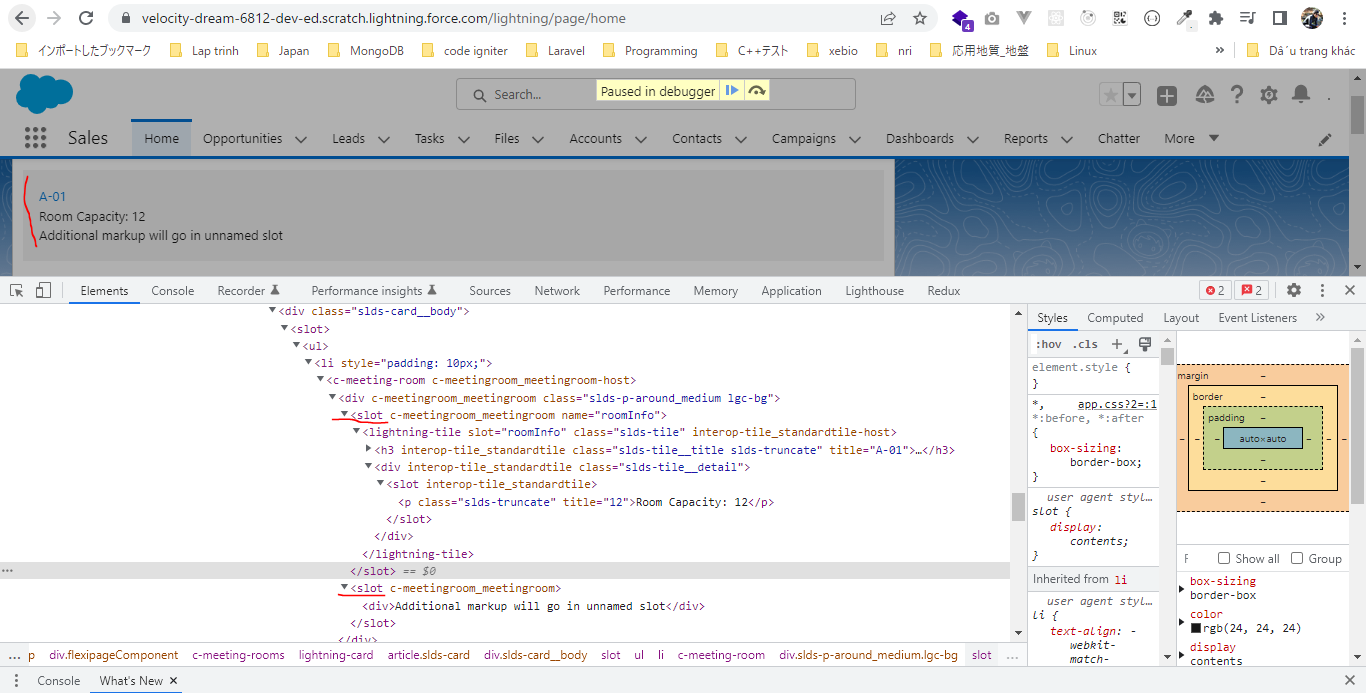 velocity-dream-6812-dev-ed.scratch.lightning.force.com/lightning/page/home
4
インポートしたブックマーク Lap trinh Japan MongoDB code igniter Laravel Programming C++テスト xebio nri 応用地質_地盤 Linux » Dấu trang khác
Search...
Paused in debugger
Sales Home Opportunities Leads Tasks Files Accounts Contacts Campaigns Dashboards Reports Chatter More
A-01
Room Capacity: 12
Additional markup will go in unnamed slot
Elements Console Recorder Performance insights Sources Network Performance Memory Application Lighthouse Redux 2 2
<div class="slds-card__body">
<slot>
<ul>
<li style="padding: 10px;">
<c-meeting-room c-meetingroom_meetingroom-host>
<div c-meetingroom_meetingroom class="slds-p-around_medium lgc-bg">
<slot c-meetingroom_meetingroom name="roomInfo">
<lightning-tile slot="roomInfo" class="slds-tile" interop-tile_standardtile-host>
<h3 interop-tile_standardtile class="slds-tile__title slds-truncate" title="A-01">…</h3>
<div interop-tile_standardtile class="slds-tile__detail">
<slot interop-tile_standardtile>
<p class="slds-truncate" title="12">Room Capacity: 12</p>
</slot>
</div>
</lightning-tile>
</slot> == $0
<slot c-meetingroom_meetingroom>
<div>Additional markup will go in unnamed slot</div>
</slot>
</div>
... p div.flexipageComponent c-meeting-rooms lightning-card article.slds-card div.slds-card__body slot ul li c-meeting-room div.slds-p-around_medium.lgc-bg slot ...
Styles Computed Layout Event Listeners »
:hov .cls +
element.style {
}
*, app.css?2=:1
*:before, *:after
{
box-sizing:
border-box;
}
user agent styl…
slot {
display:
contents;
}
Inherited from li
user agent styl…
li {
text-align: -
webkit-
match-
margin –
border –
padding –
– – – auto×auto – – –
–
–
–
F Show all Group
box-sizing
border-box
color
rgb(24, 24, 24)
display
contents
Console What's New ×